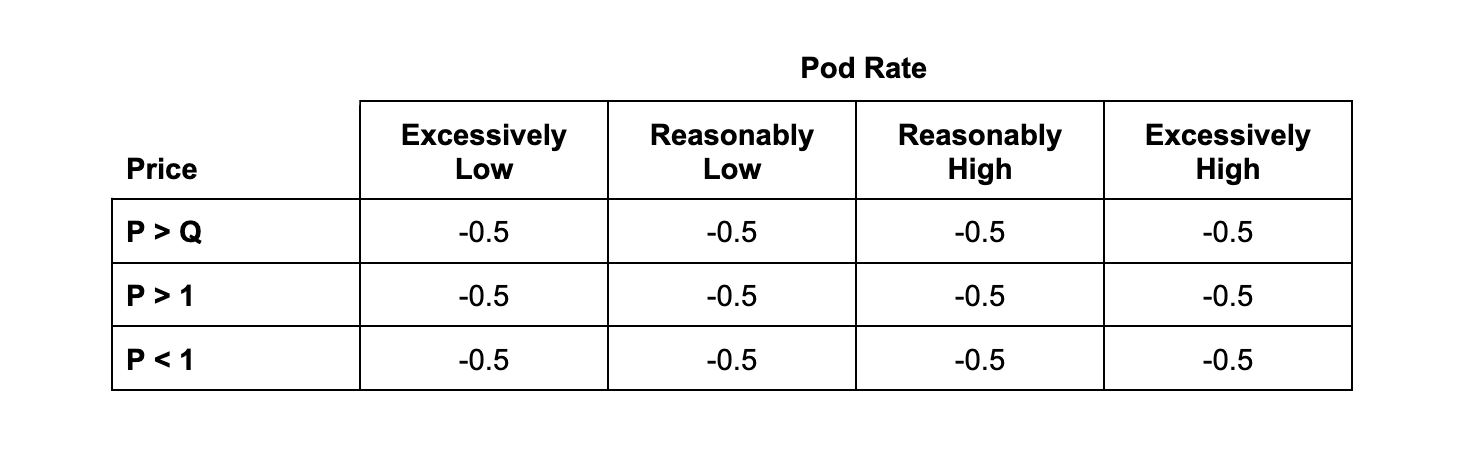 Pod Rate
Price
Excessively Low
Reasonably Low
Reasonably High
Excessively High
P > Q -0.5 -0.5 -0.5 -0.5
P > 1 -0.5 -0.5 -0.5 -0.5
P < 1 -0.5 -0.5 -0.5 -0.5